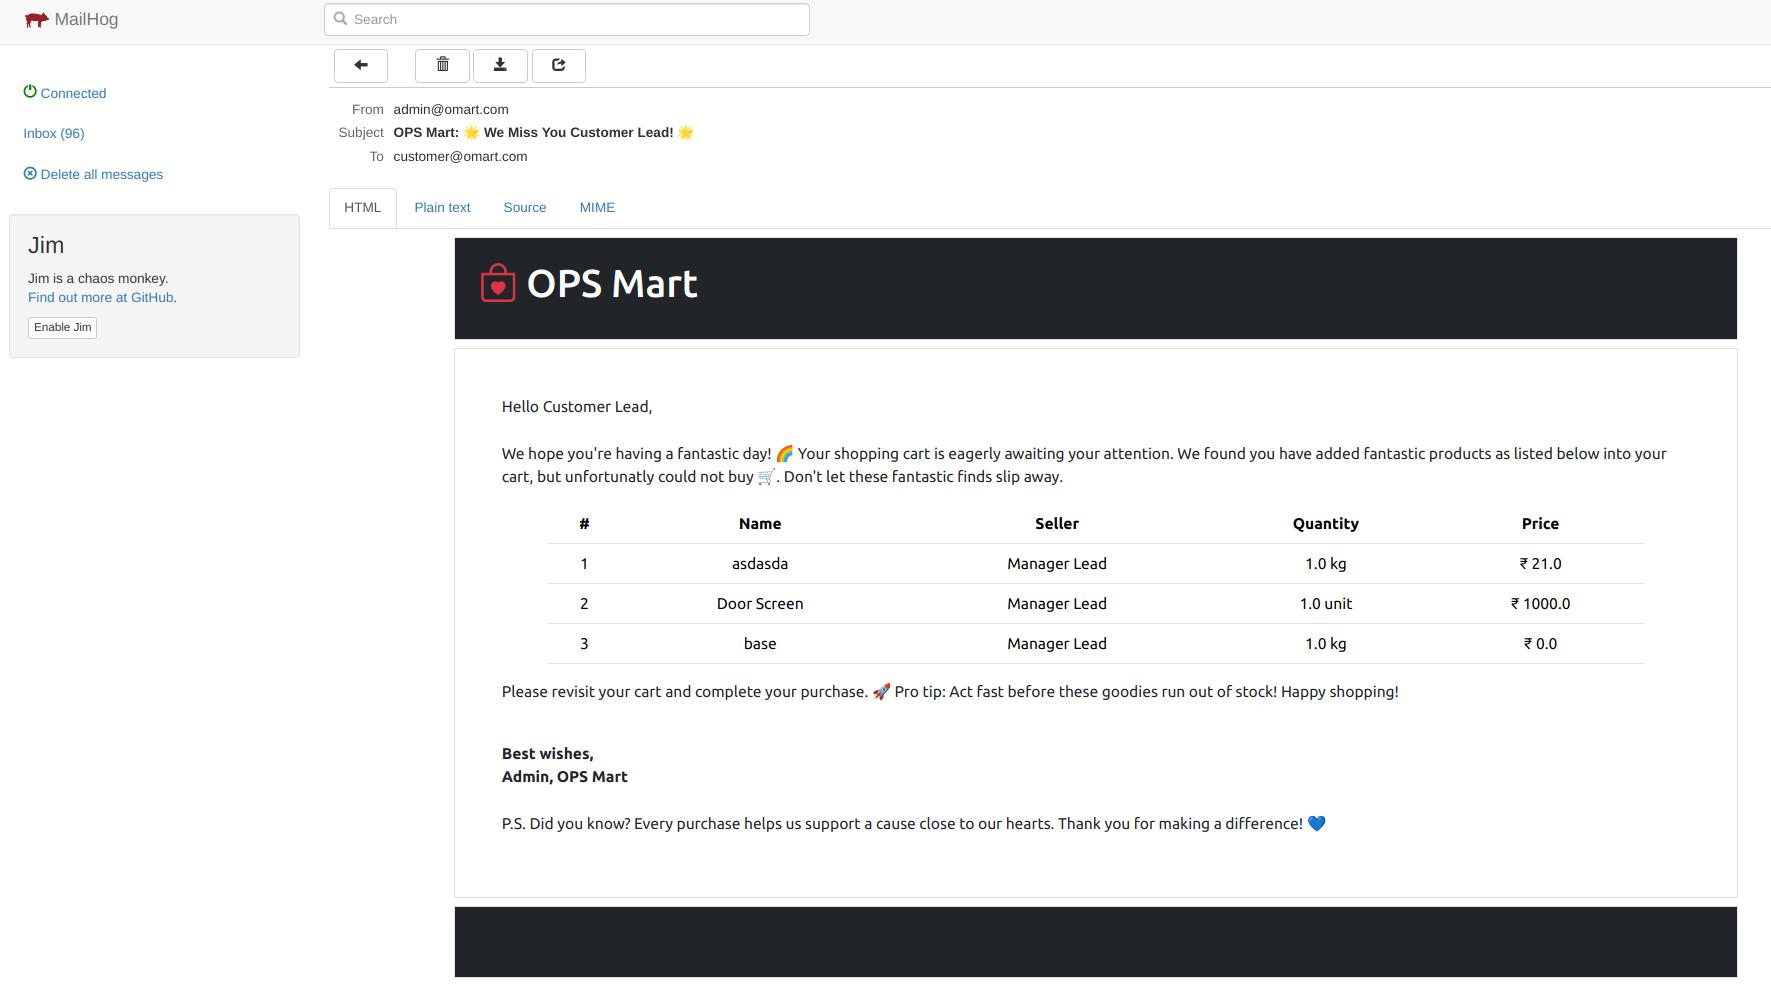 MailHog
Search
Connected
Inbox (96)
Delete all messages
Jim
Jim is a chaos monkey.
Find out more at GitHub.
Enable Jim
From admin@omart.com
Subject OPS Mart: 🌟 We Miss You Customer Lead! 🌟
To customer@omart.com
HTML Plain text Source MIME
OPS Mart
Hello Customer Lead,
We hope you're having a fantastic day! 🌈 Your shopping cart is eagerly awaiting your attention. We found you have added fantastic products as listed below into your
cart, but unfortunatly could not buy 🛒. Don't let these fantastic finds slip away.
# Name Seller Quantity Price
1 asdasda Manager Lead 1.0 kg ₹ 21.0
2 Door Screen Manager Lead 1.0 unit ₹ 1000.0
3 base Manager Lead 1.0 kg ₹ 0.0
Please revisit your cart and complete your purchase. 🚀 Pro tip: Act fast before these goodies run out of stock! Happy shopping!
Best wishes,
Admin, OPS Mart
P.S. Did you know? Every purchase helps us support a cause close to our hearts. Thank you for making a difference! 💙